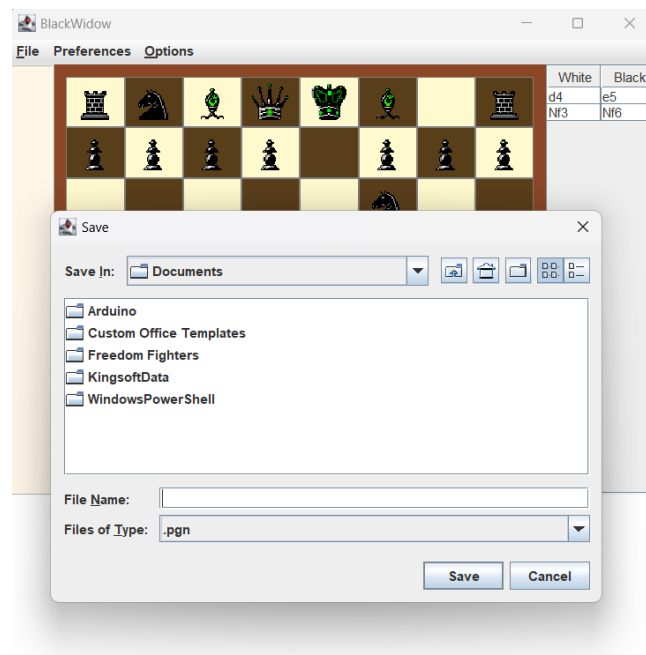 BlackWidow
File Preferences Options
White Black
d4 e5
Nf3 Nf6
Save
Save In: Documents
Arduino
Custom Office Templates
Freedom Fighters
KingsoftData
WindowsPowerShell
File Name:
Files of Type: .pgn
Save Cancel